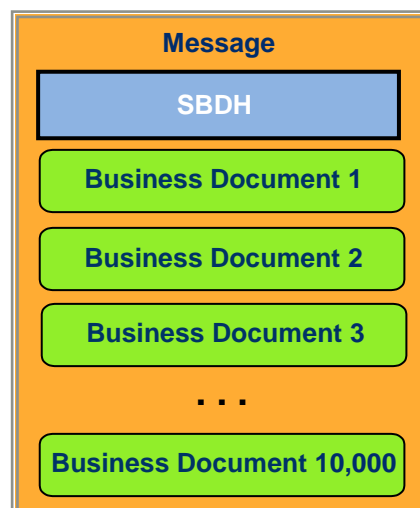 Message
SBDH
Business Document 1
Business Document 2
Business Document 3
. . .
Business Document 10,000